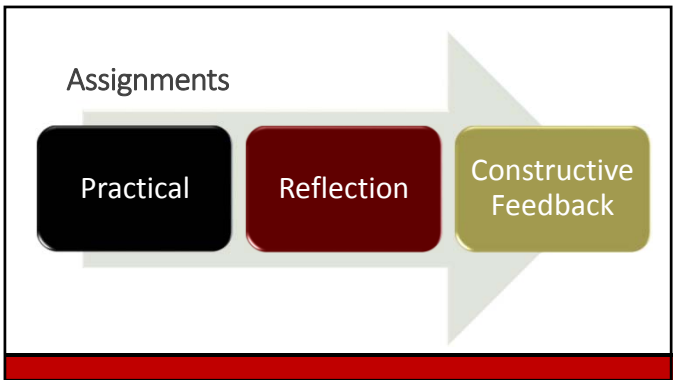 Assignments
Practical
Reflection
Constructive
Feedback